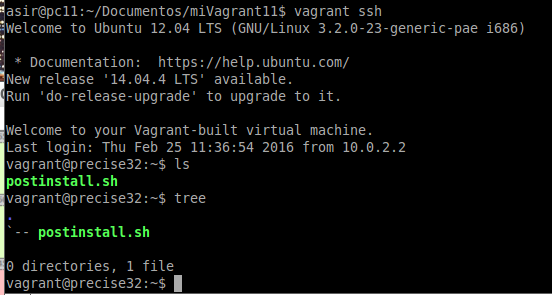 asir@pc11:~/Documentos/miVagrant11$ vagrant ssh
Welcome to Ubuntu 12.04 LTS (GNU/Linux 3.2.0-23-generic-pae i686)

 * Documentation:  https://help.ubuntu.com/
New release '14.04.4 LTS' available.
Run 'do-release-upgrade' to upgrade to it.

Welcome to your Vagrant-built virtual machine.
Last login: Thu Feb 25 11:36:54 2016 from 10.0.2.2
vagrant@precise32:~$ ls
postinstall.sh
vagrant@precise32:~$ tree
.
`-- postinstall.sh

0 directories, 1 file
vagrant@precise32:~$